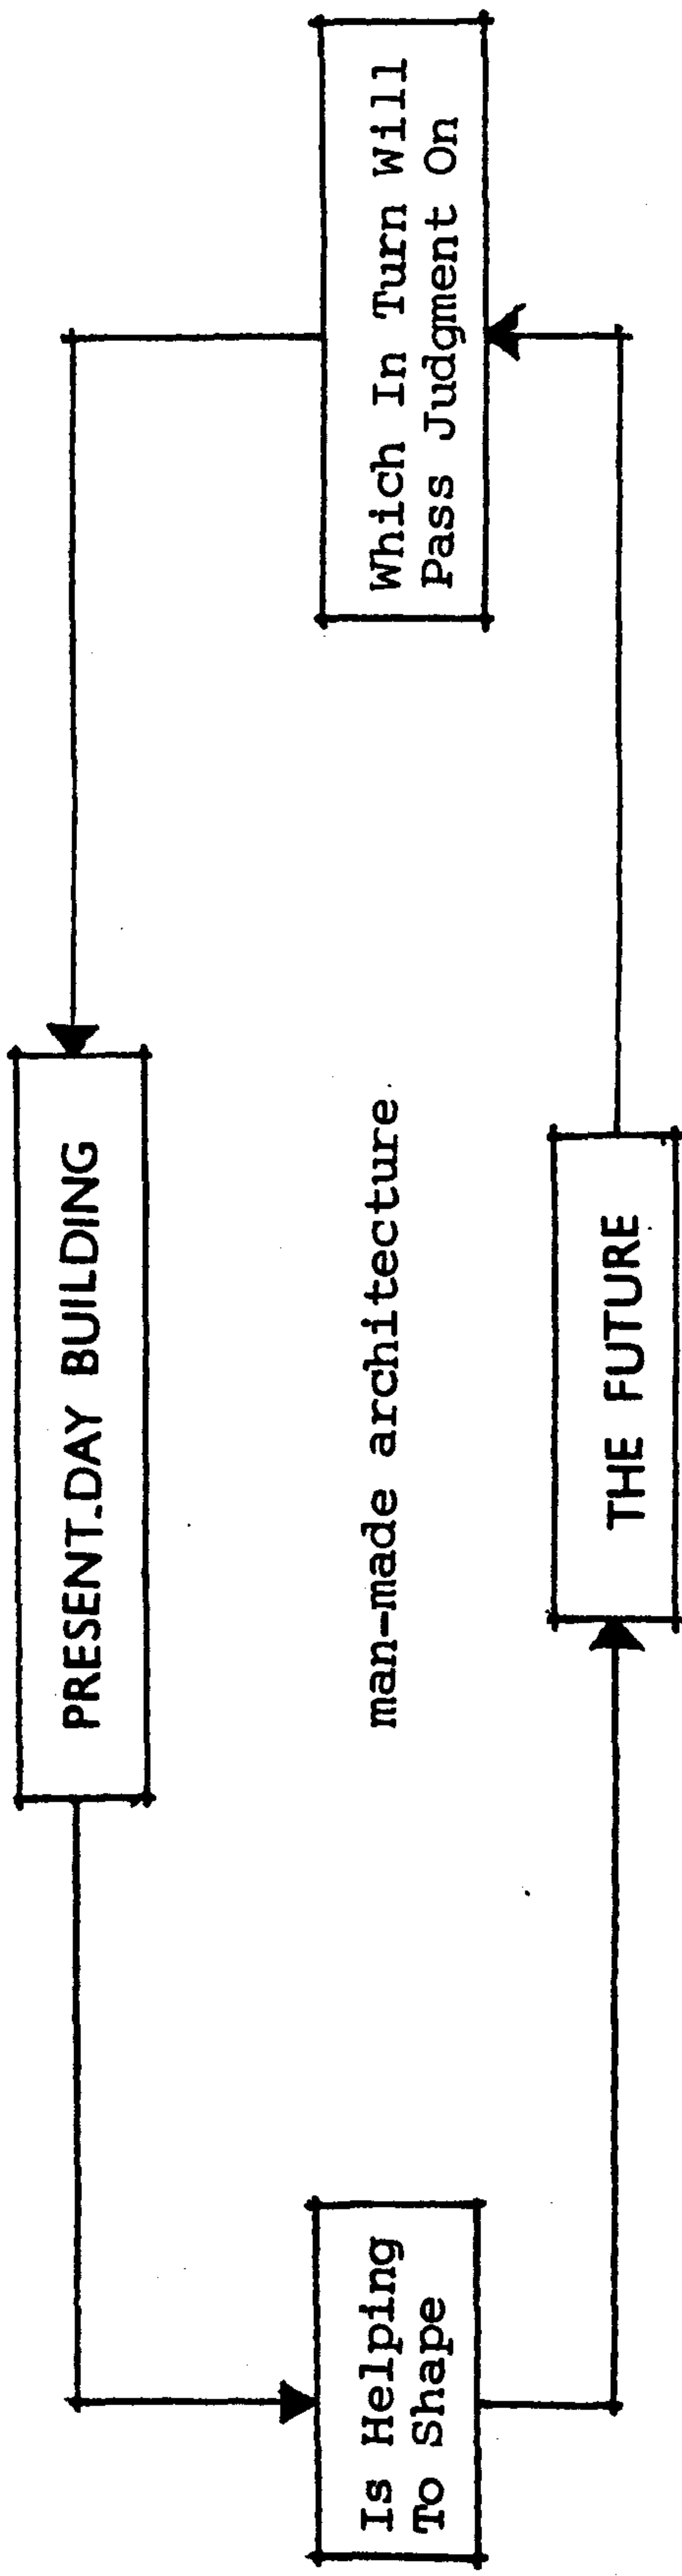 PRESENT-DAY BUILDING
Is Helping
To Shape
man-made architecture
Which In Turn Will
Pass Judgment On
THE FUTURE